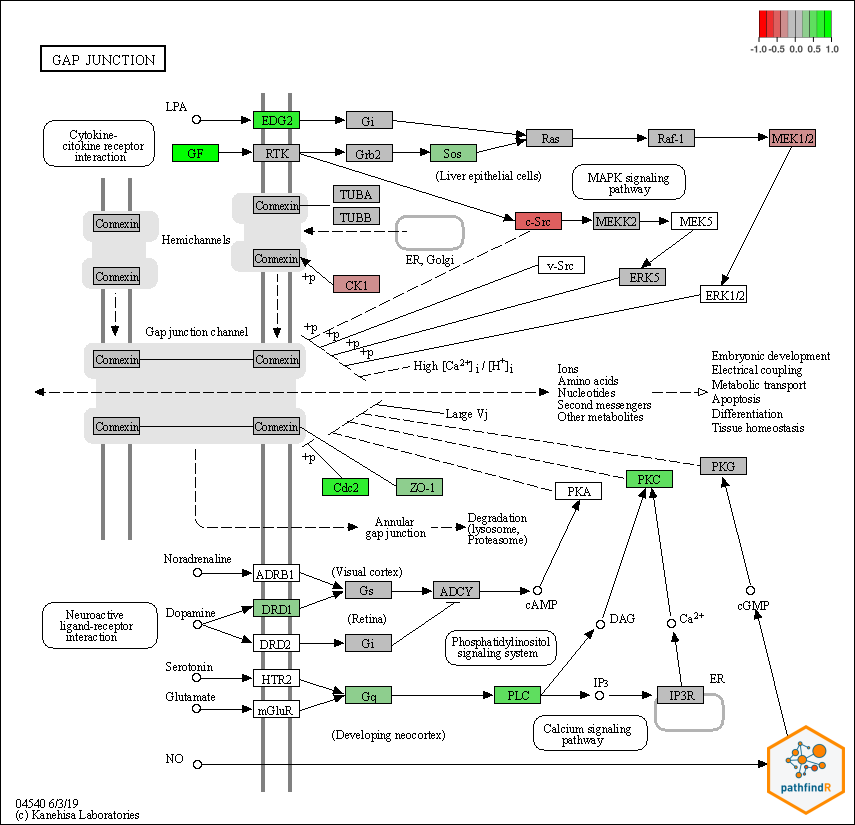 -1.0 -0.5 0.0 0.5 1.0
GAP JUNCTION
LPA
EDG2
Gi
Cytokine-
citokine receptor
interaction
GF
RTK
Grb2
Sos
Ras
Raf-1
MEK1/2
(Liver epithelial cells)
MAPK signaling
pathway
Connexin
TUBA
TUBB
Connexin
Hemichannels
ER, Golgi
c-Src
MEKK2
MEK5
Connexin
Connexin
v-Src
ERK5
CK1
+p
ERK1/2
Gap junction channel
+p
+p
+p
+p
Connexin
Connexin
High [Ca2+]i / [H+]i
Ions
Amino acids
Nucleotides
Second messengers
Other metabolites
Embryonic development
Electrical coupling
Metabolic transport
Apoptosis
Differentiation
Tissue homeostasis
Large Vj
Connexin
Connexin
+p
Cdc2
ZO-1
PKA
PKC
PKG
Annular
gap junction
Degradation
(lysosome,
Proteasome)
Noradrenaline
ADRB1
(Visual cortex)
Gs
ADCY
cAMP
Dopamine
DRD1
(Retina)
DRD2
Gi
Neuroactive
ligand-receptor
interaction
DAG
Ca2+
cGMP
Phosphatidylinositol
signaling system
Serotonin
HTR2
Glutamate
mGluR
Gq
PLC
IP3
IP3R
ER
(Developing neocortex)
Calcium signaling
pathway
NO
pathfindR
04540 6/3/19
(c) Kanehisa Laboratories